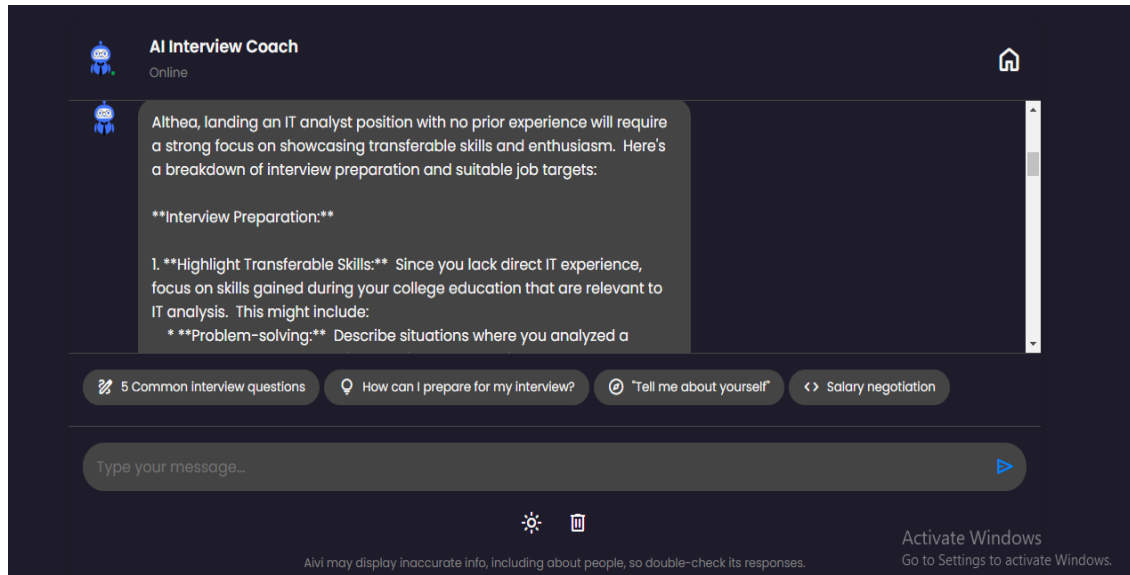 AI Interview Coach
Online
Althea, landing an IT analyst position with no prior experience will require
a strong focus on showcasing transferable skills and enthusiasm.  Here's
a breakdown of interview preparation and suitable job targets:
**Interview Preparation:**
1. **Highlight Transferable Skills:**  Since you lack direct IT experience,
focus on skills gained during your college education that are relevant to
IT analysis.  This might include:
* **Problem-solving:**  Describe situations where you analyzed a
5 Common interview questions
How can I prepare for my interview?
"Tell me about yourself"
Salary negotiation
Type your message...
Activate Windows
Go to Settings to activate Windows.
Aivi may display inaccurate info, including about people, so double-check its responses.